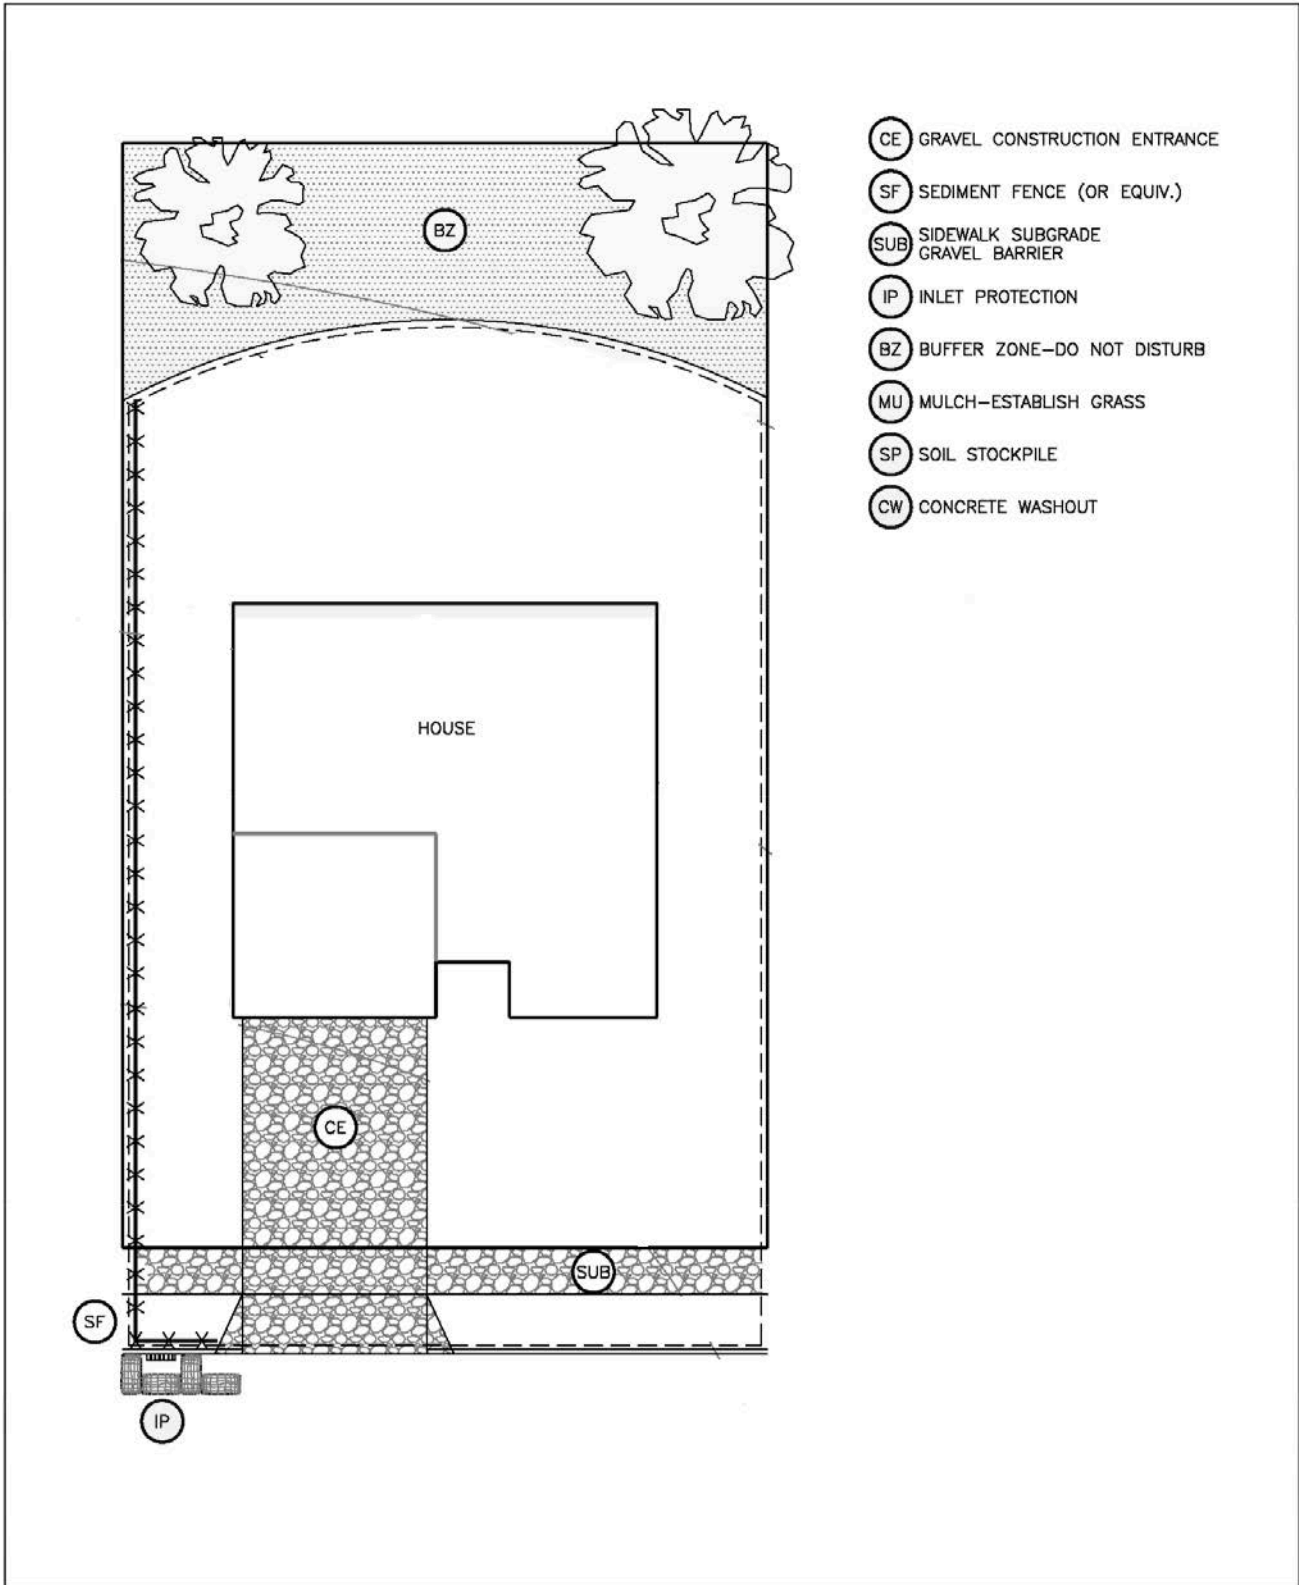 CE GRAVEL CONSTRUCTION ENTRANCE
SF SEDIMENT FENCE (OR EQUIV.)
SUB SIDEWALK SUBGRADE
GRAVEL BARRIER
IP INLET PROTECTION
BZ BUFFER ZONE-DO NOT DISTURB
MU MULCH-ESTABLISH GRASS
SP SOIL STOCKPILE
CW CONCRETE WASHOUT
BZ
HOUSE
CE
SUB
SF
IP